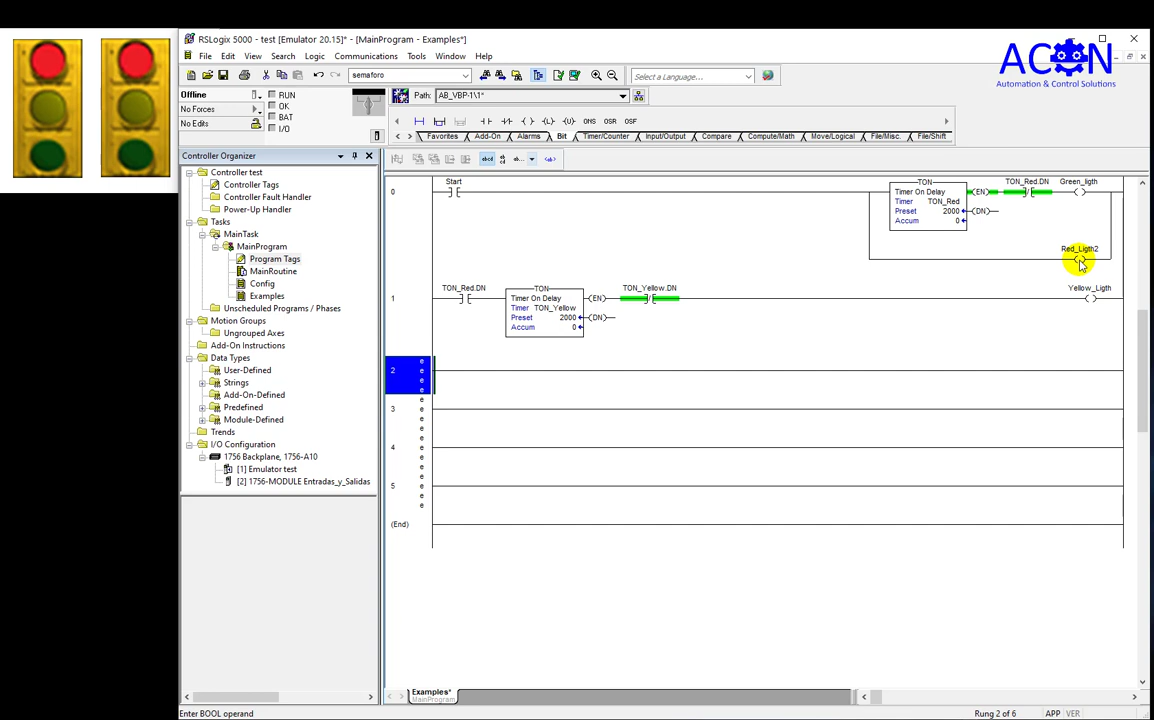 RSLogix 5000 - test [Emulator 20.15]* - [MainProgram - Examples*]
File Edit View Search Logic Communications Tools Window Help
ACON
Automation & Control Solutions
semaforo
Select a Language...
Offline
RUN
No Forces
OK
No Edits
BAT
I/O
Path: AB_VBP-1\1*
Favorites Add-On Alarms Bit Timer/Counter Input/Output Compare Compute/Math Move/Logical File/Misc. File/Shift
Controller Organizer
Controller test
Controller Tags
Controller Fault Handler
Power-Up Handler
Tasks
MainTask
MainProgram
Program Tags
MainRoutine
Config
Examples
Unscheduled Programs / Phases
Motion Groups
Ungrouped Axes
Add-On Instructions
Data Types
User-Defined
Strings
Add-On-Defined
Predefined
Module-Defined
Trends
I/O Configuration
1756 Backplane, 1756-A10
[1] Emulator test
[2] 1756-MODULE Entradas_y_Salidas
0
Start
TON
Timer On Delay
Timer TON_Red
Preset 2000
Accum 0
EN
DN
TON_Red.DN
Green_ligth
Red_Ligth2
1
TON_Red.DN
TON
Timer On Delay
Timer TON_Yellow
Preset 2000
Accum 0
EN
DN
TON_Yellow.DN
Yellow_Ligth
2
e
e
e
e
3
e
e
e
e
4
e
e
e
e
5
e
e
e
e
(End)
Examples*
MainProgram
Enter BOOL operand
Rung 2 of 6
APP
VER